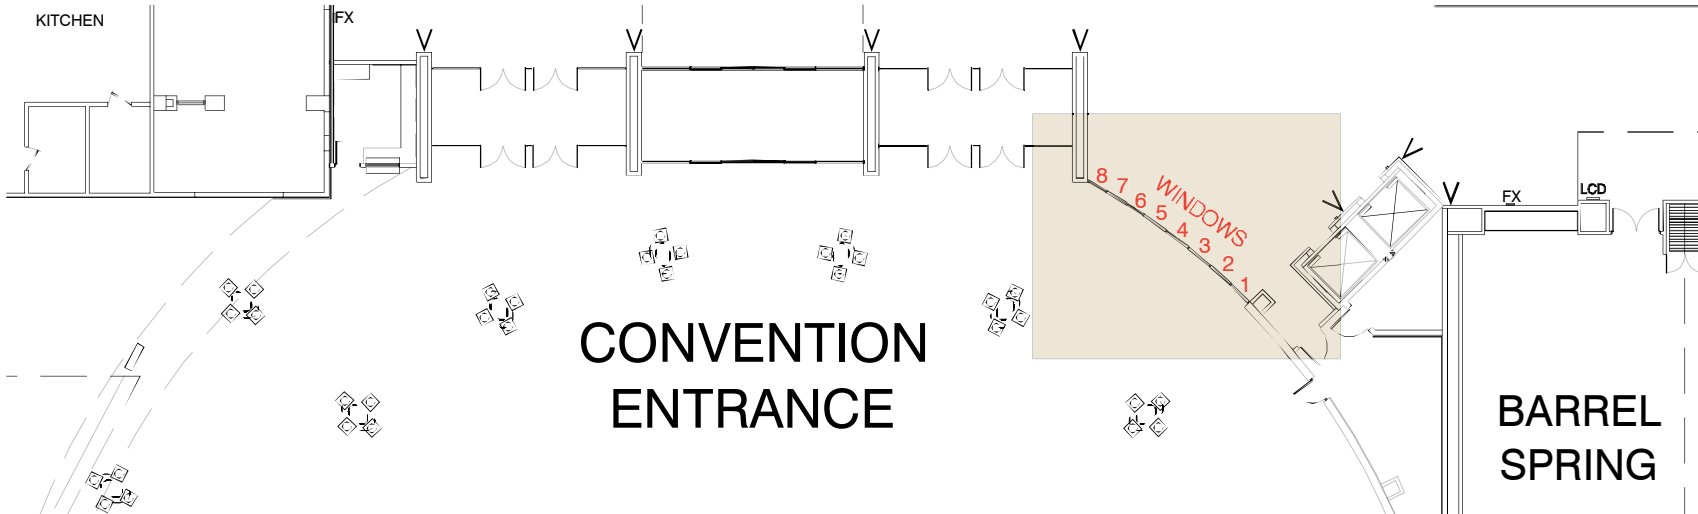 KITCHEN
FX
WINDOWS
8 7 6 5 4 3 2 1
FX
LCD
CONVENTION
ENTRANCE
BARREL
SPRING